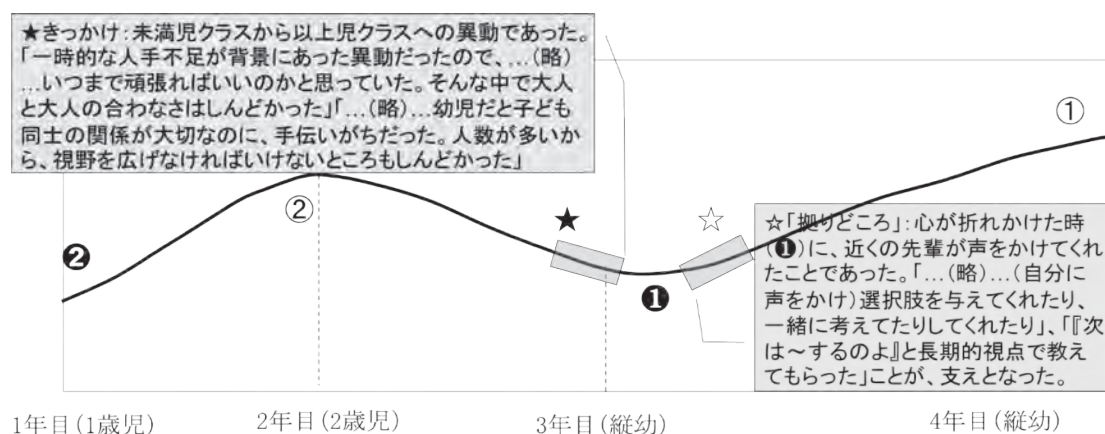 ★きっかけ：未満児クラスから以上児クラスへの異動であった。
「一時的な人手不足が背景にあった異動だったので、…(略)
…いつまで頑張ればいいのかと思っていた。そんな中で大人
と大人の合わなさはしんどかった」「…(略)…幼児だと子ども
同士の関係が大切なのに、手伝いがちだった。人数が多いか
ら、視野を広げなければいけないところもしんどかった」
①
②
★
☆
❷
❶
☆「拠りどころ」：心が折れかけた時
(❶)に、近くの先輩が声をかけてくれ
たことであった。「…(略)…(自分に
声をかけ)選択肢を与えてくれたり、
一緒に考えてたりしてくれたり」、「『次
は～するのよ』と長期的視点で教え
てもらった」ことが、支えとなった。
1年目(1歳児)
2年目(2歳児)
3年目(縦幼)
4年目(縦幼)